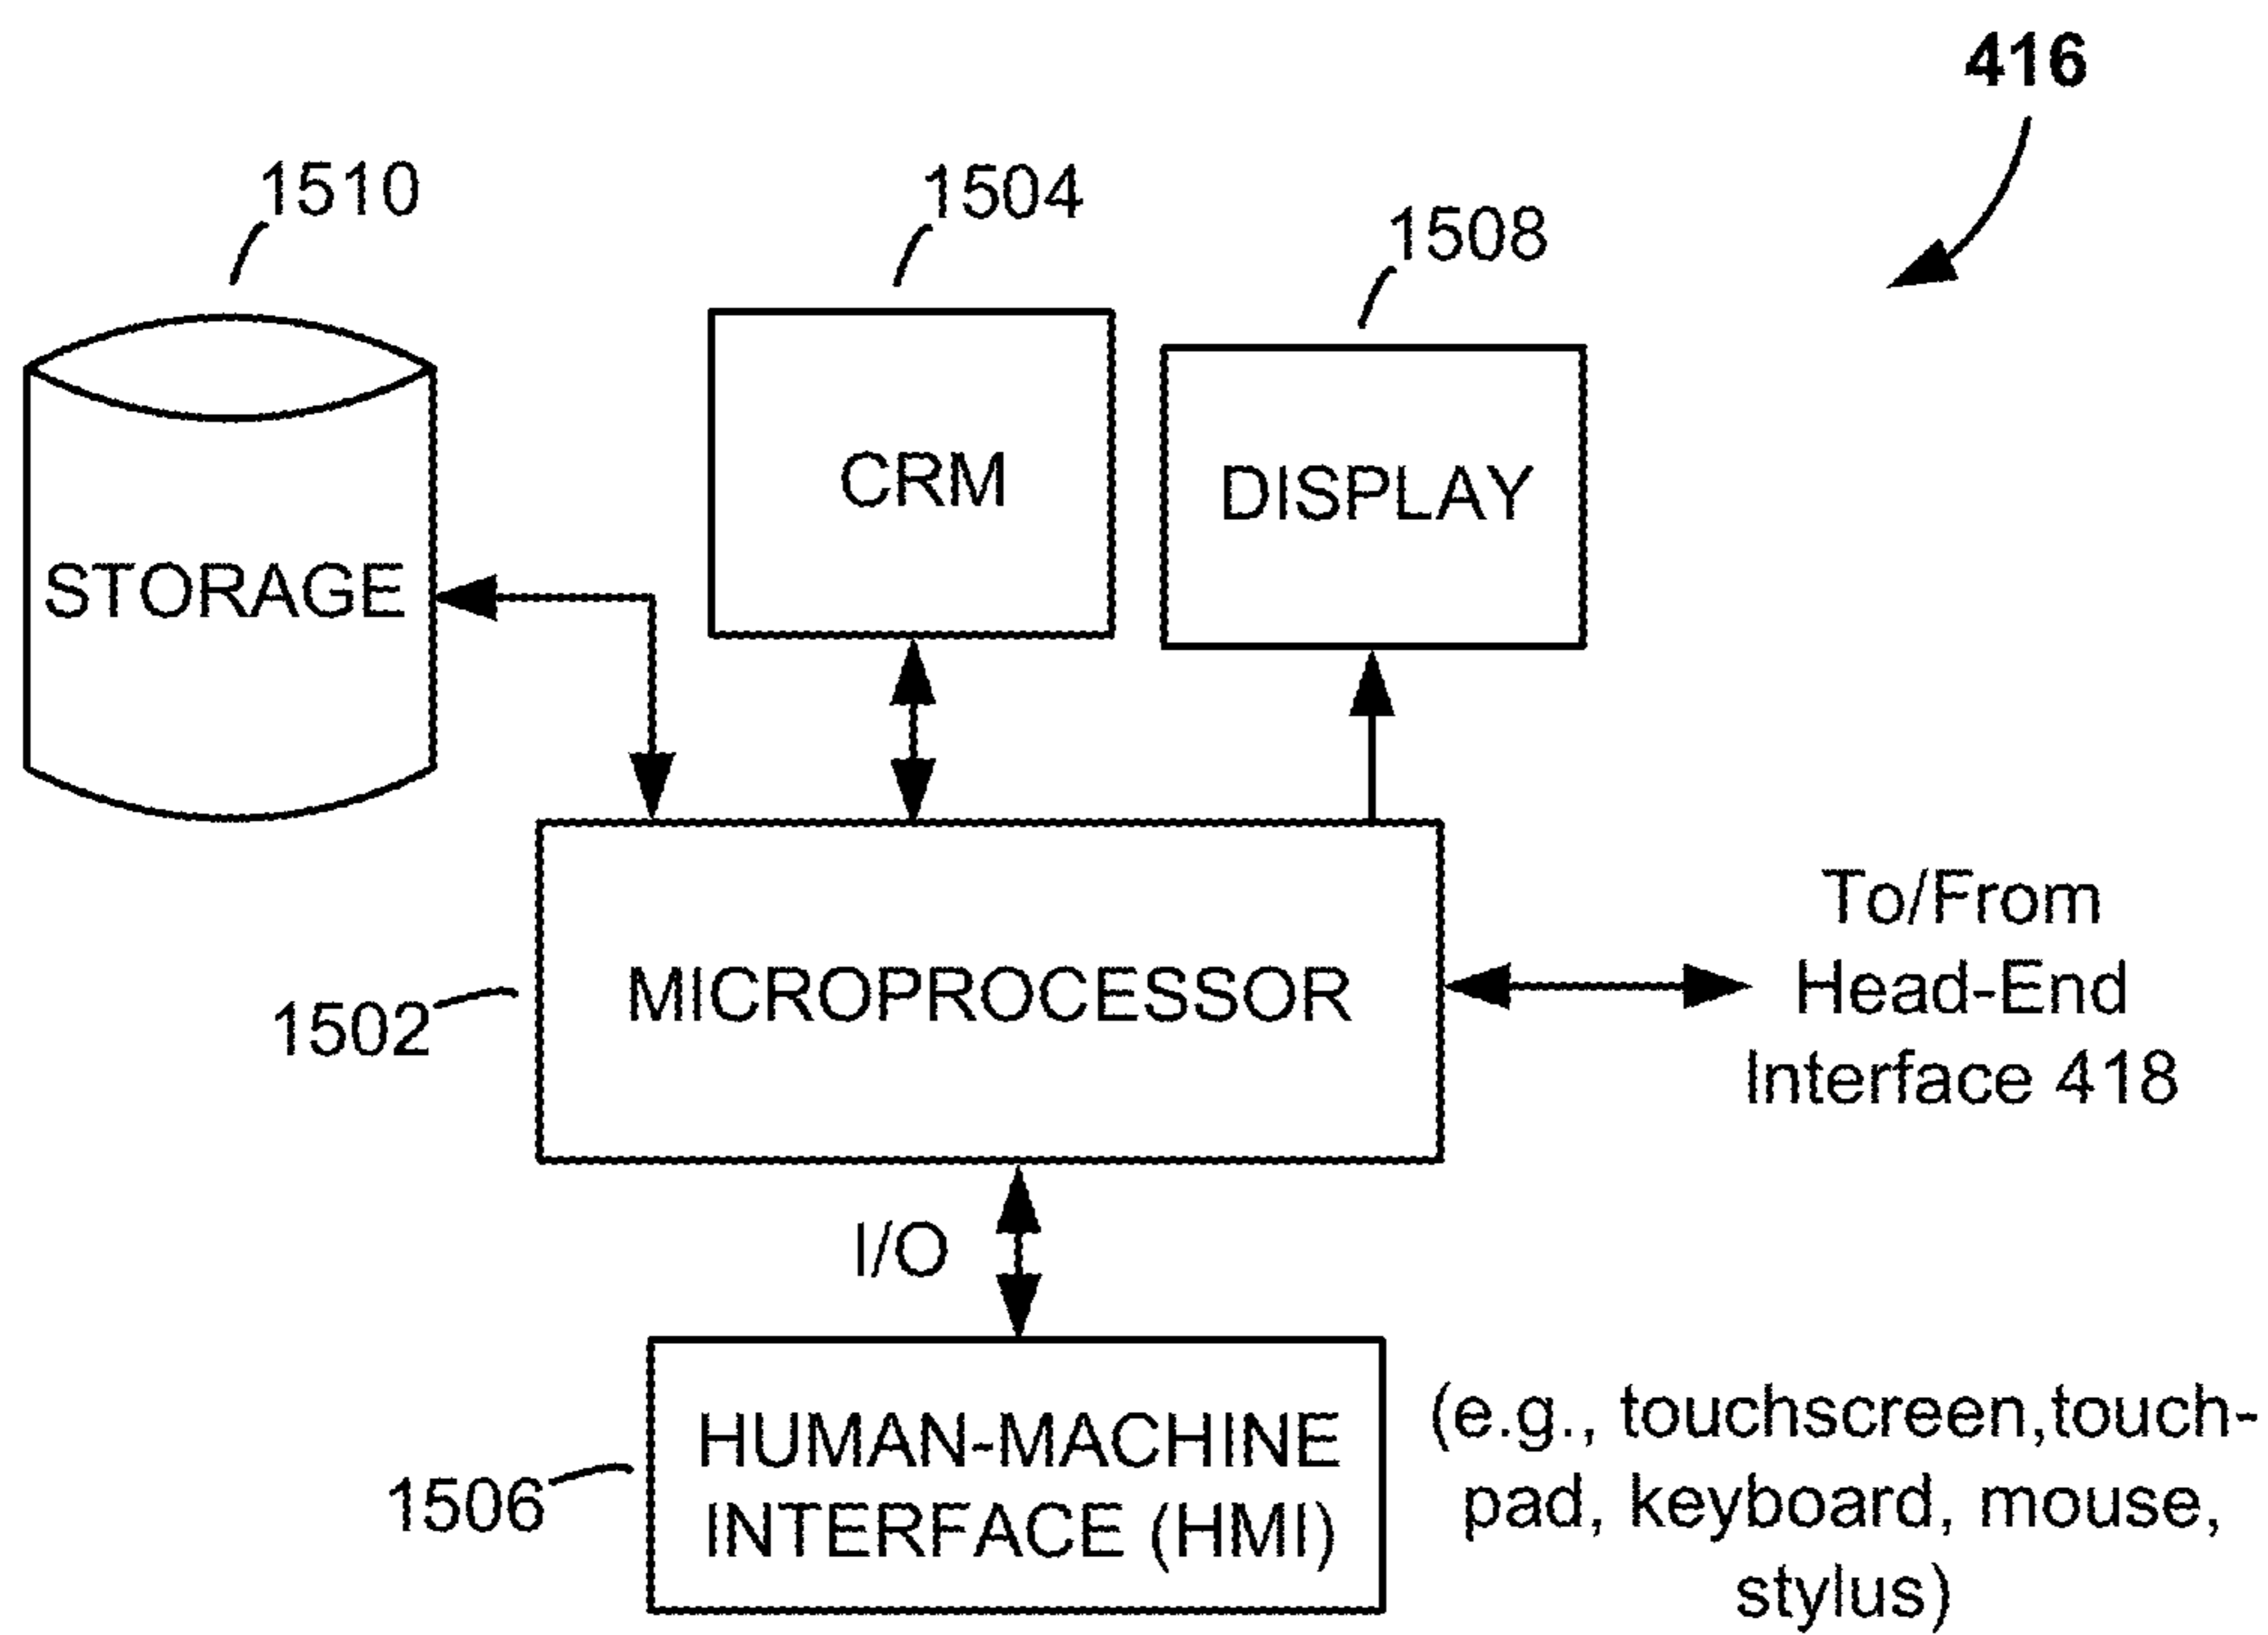 416
1510
1504
1508
CRM
DISPLAY
STORAGE
To/From
Head-End
Interface 418
MICROPROCESSOR
1502
I/O
HUMAN-MACHINE
INTERFACE (HMI)
1506
(e.g., touchscreen,touch-
pad, keyboard, mouse,
stylus)